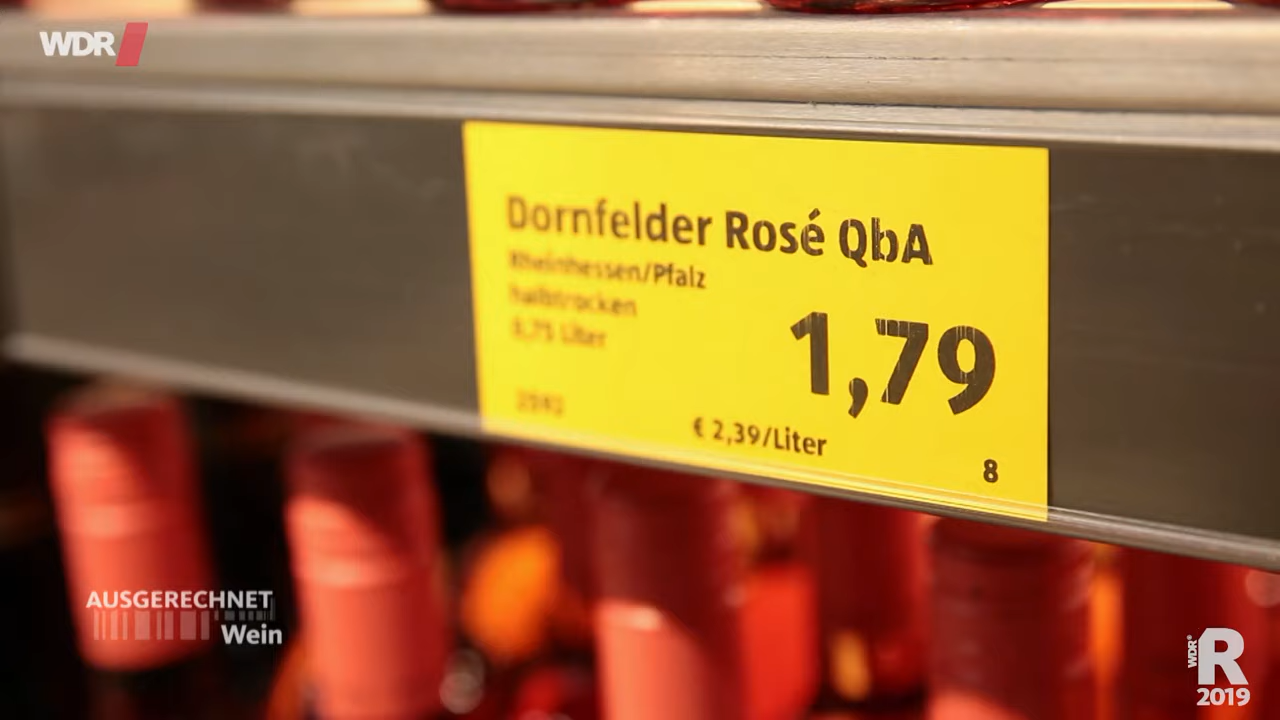 WDR
Dornfelder Rosé QbA
Rheinhessen/Pfalz
halbtrocken
0,75 Liter
1,79
2592
€ 2,39/Liter
8
AUSGERECHNET
Wein
WDR®
R
2019